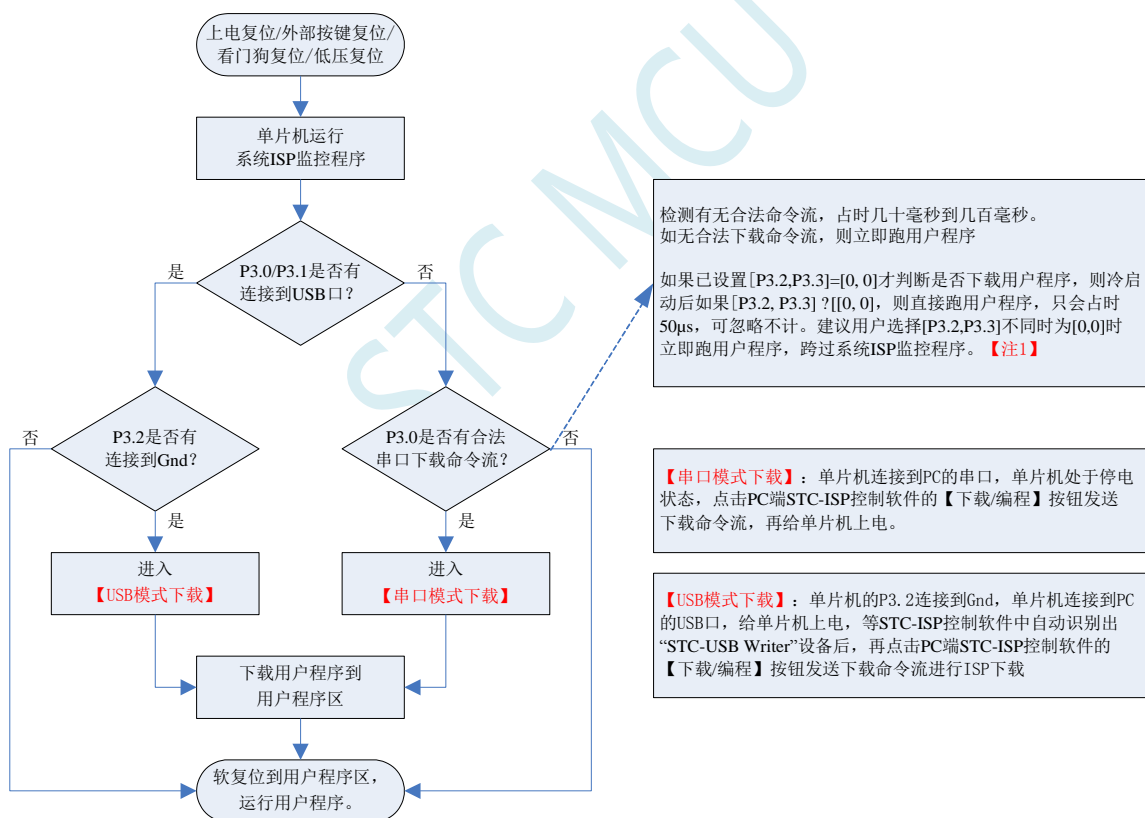 上电复位/外部按键复位/
看门狗复位/低压复位
单片机运行
系统ISP监控程序
P3.0/P3.1是否有
连接到USB口？
是
否
P3.2是否有
连接到Gnd？
否
是
P3.0是否有合法
串口下载命令流？
否
是
进入
【USB模式下载】
进入
【串口模式下载】
下载用户程序到
用户程序区
软复位到用户程序区，
运行用户程序。
检测有无合法命令流，占时几十毫秒到几百毫秒。
如无合法下载命令流，则立即跑用户程序
如果已设置[P3.2,P3.3]=[0, 0]才判断是否下载用户程序，则冷启
动后如果[P3.2, P3.3] ?[[0, 0]，则直接跑用户程序，只会占时
50μs，可忽略不计。建议用户选择[P3.2,P3.3]不同时为[0,0]时
立即跑用户程序，跨过系统ISP监控程序。【注1】
【串口模式下载】：单片机连接到PC的串口，单片机处于停电
状态，点击PC端STC-ISP控制软件的【下载/编程】按钮发送
下载命令流，再给单片机上电。
【USB模式下载】：单片机的P3.2连接到Gnd，单片机连接到PC
的USB口，给单片机上电，等STC-ISP控制软件中自动识别出
“STC-USB Writer”设备后，再点击PC端STC-ISP控制软件的
【下载/编程】按钮发送下载命令流进行ISP下载
STC MCU